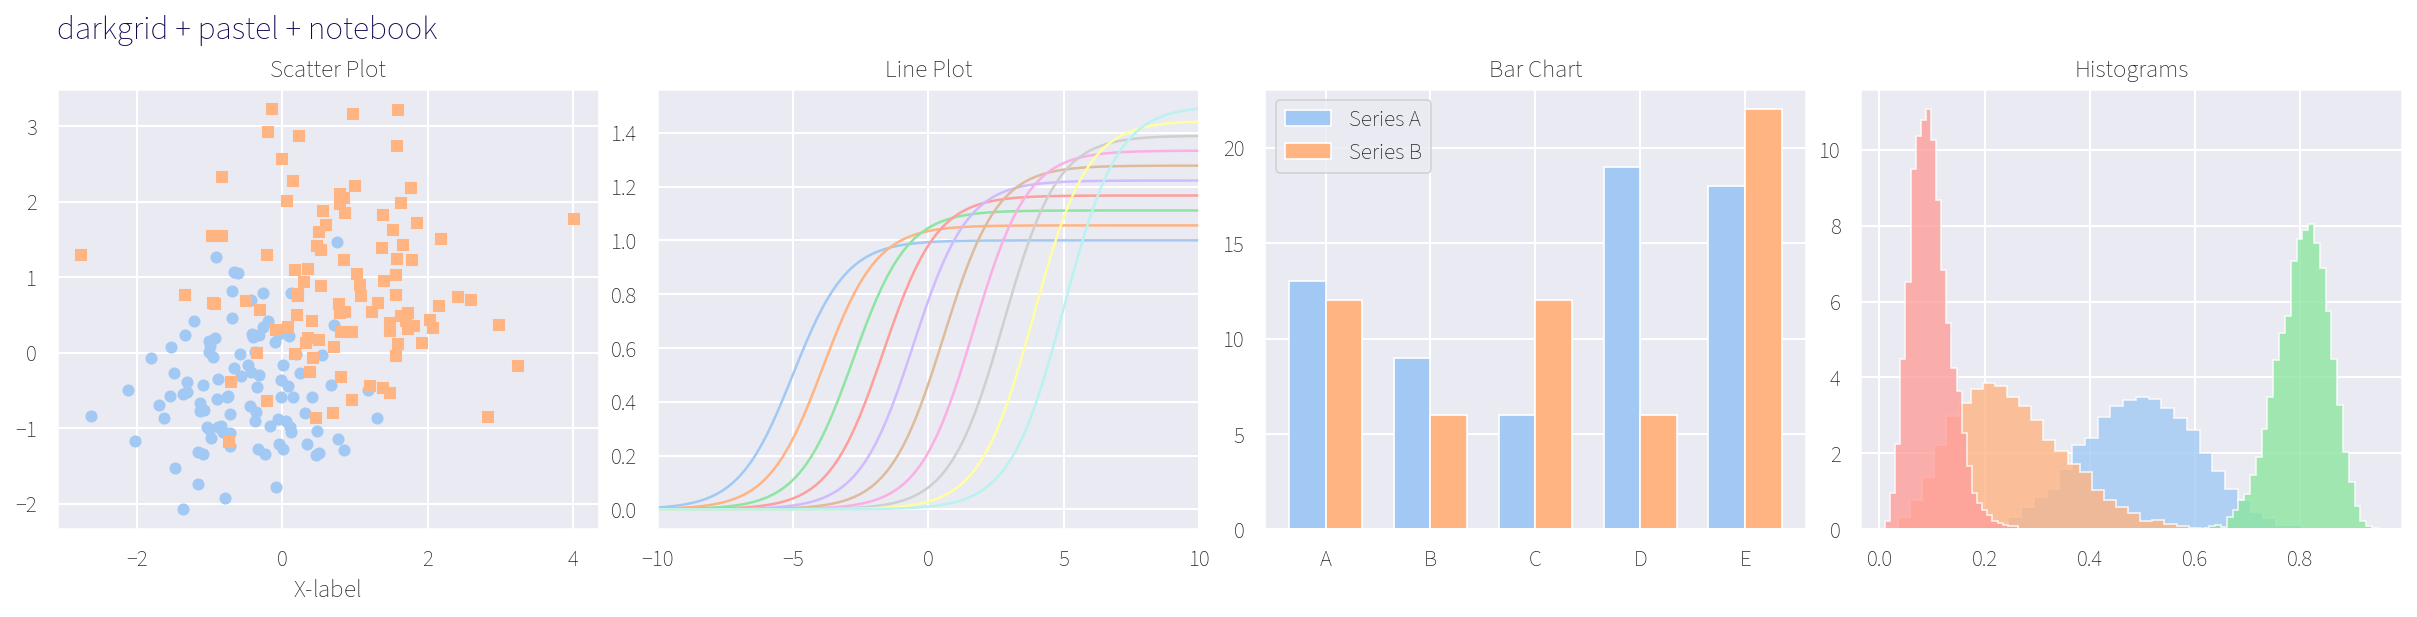 darkgrid + pastel + notebook
Scatter Plot
3
2
1
0
−1
−2
−2 0 2 4
X-label
Line Plot
1.4
1.2
1.0
0.8
0.6
0.4
0.2
0.0
−10 −5 0 5 10
Bar Chart
Series A
Series B
20
15
10
5
0
A B C D E
Histograms
10
8
6
4
2
0
0.0 0.2 0.4 0.6 0.8